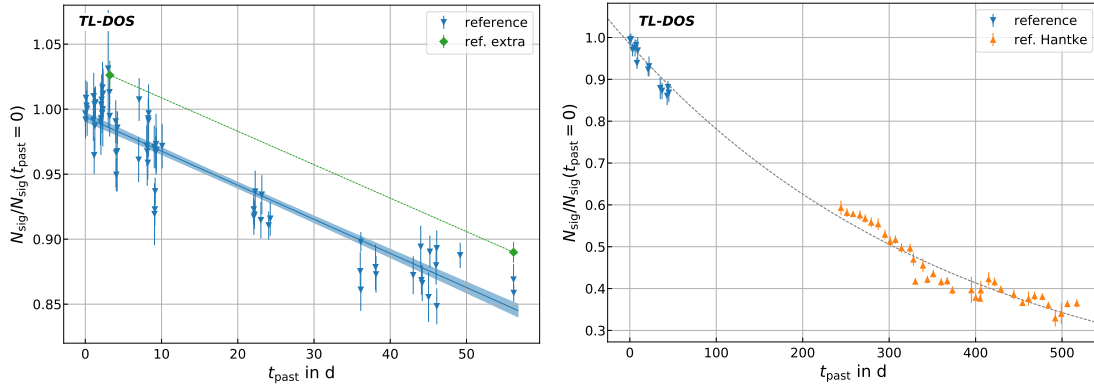 TL-DOS
reference
ref. extra
1.05
1.00
0.95
0.90
0.85
N_sig/N_sig(t_past = 0)
0 10 20 30 40 50
t_past in d
TL-DOS
reference
ref. Hantke
1.0
0.9
0.8
0.7
0.6
0.5
0.4
0.3
N_sig/N_sig(t_past = 0)
0 100 200 300 400 500
t_past in d